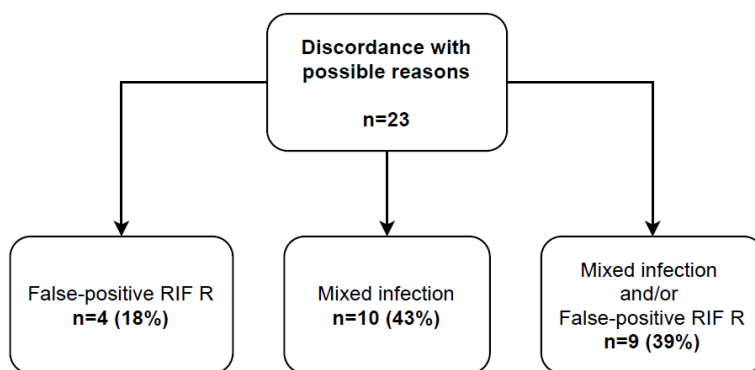 Discordance with
possible reasons
n=23
False-positive RIF R
n=4 (18%)
Mixed infection
n=10 (43%)
Mixed infection
and/or
False-positive RIF R
n=9 (39%)